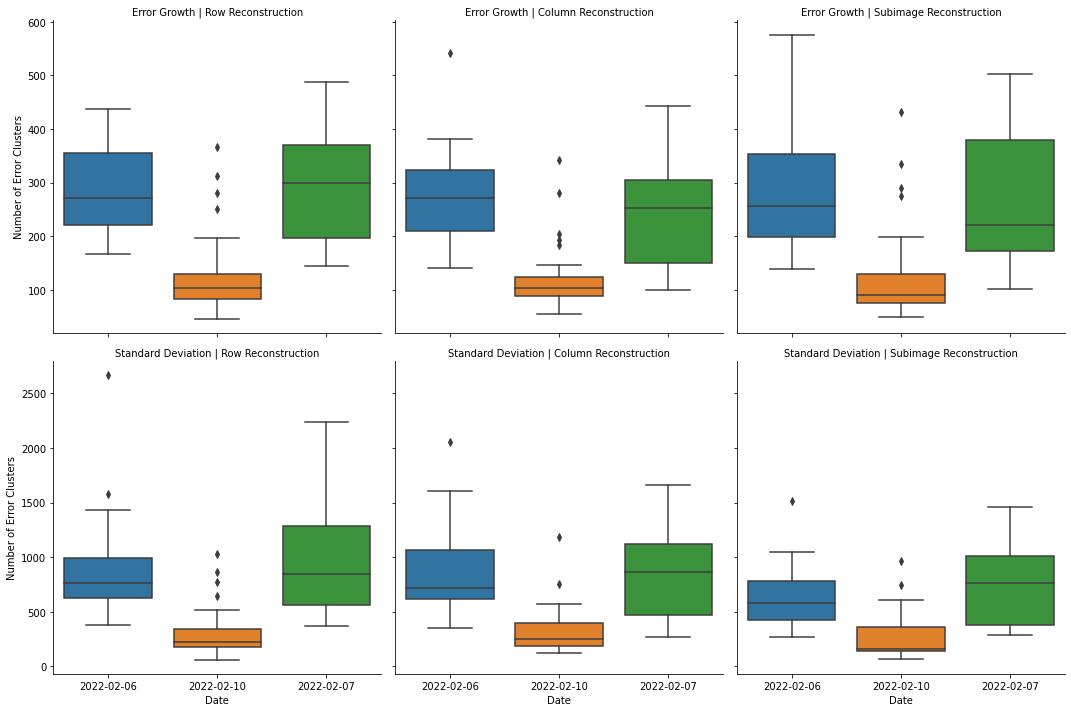 Error Growth | Row Reconstruction
Error Growth | Column Reconstruction
Error Growth | Subimage Reconstruction
600
500
400
300
200
100
Number of Error Clusters
Standard Deviation | Row Reconstruction
Standard Deviation | Column Reconstruction
Standard Deviation | Subimage Reconstruction
2500
2000
1500
1000
500
0
Number of Error Clusters
2022-02-06 2022-02-10 2022-02-07
Date
2022-02-06 2022-02-10 2022-02-07
Date
2022-02-06 2022-02-10 2022-02-07
Date